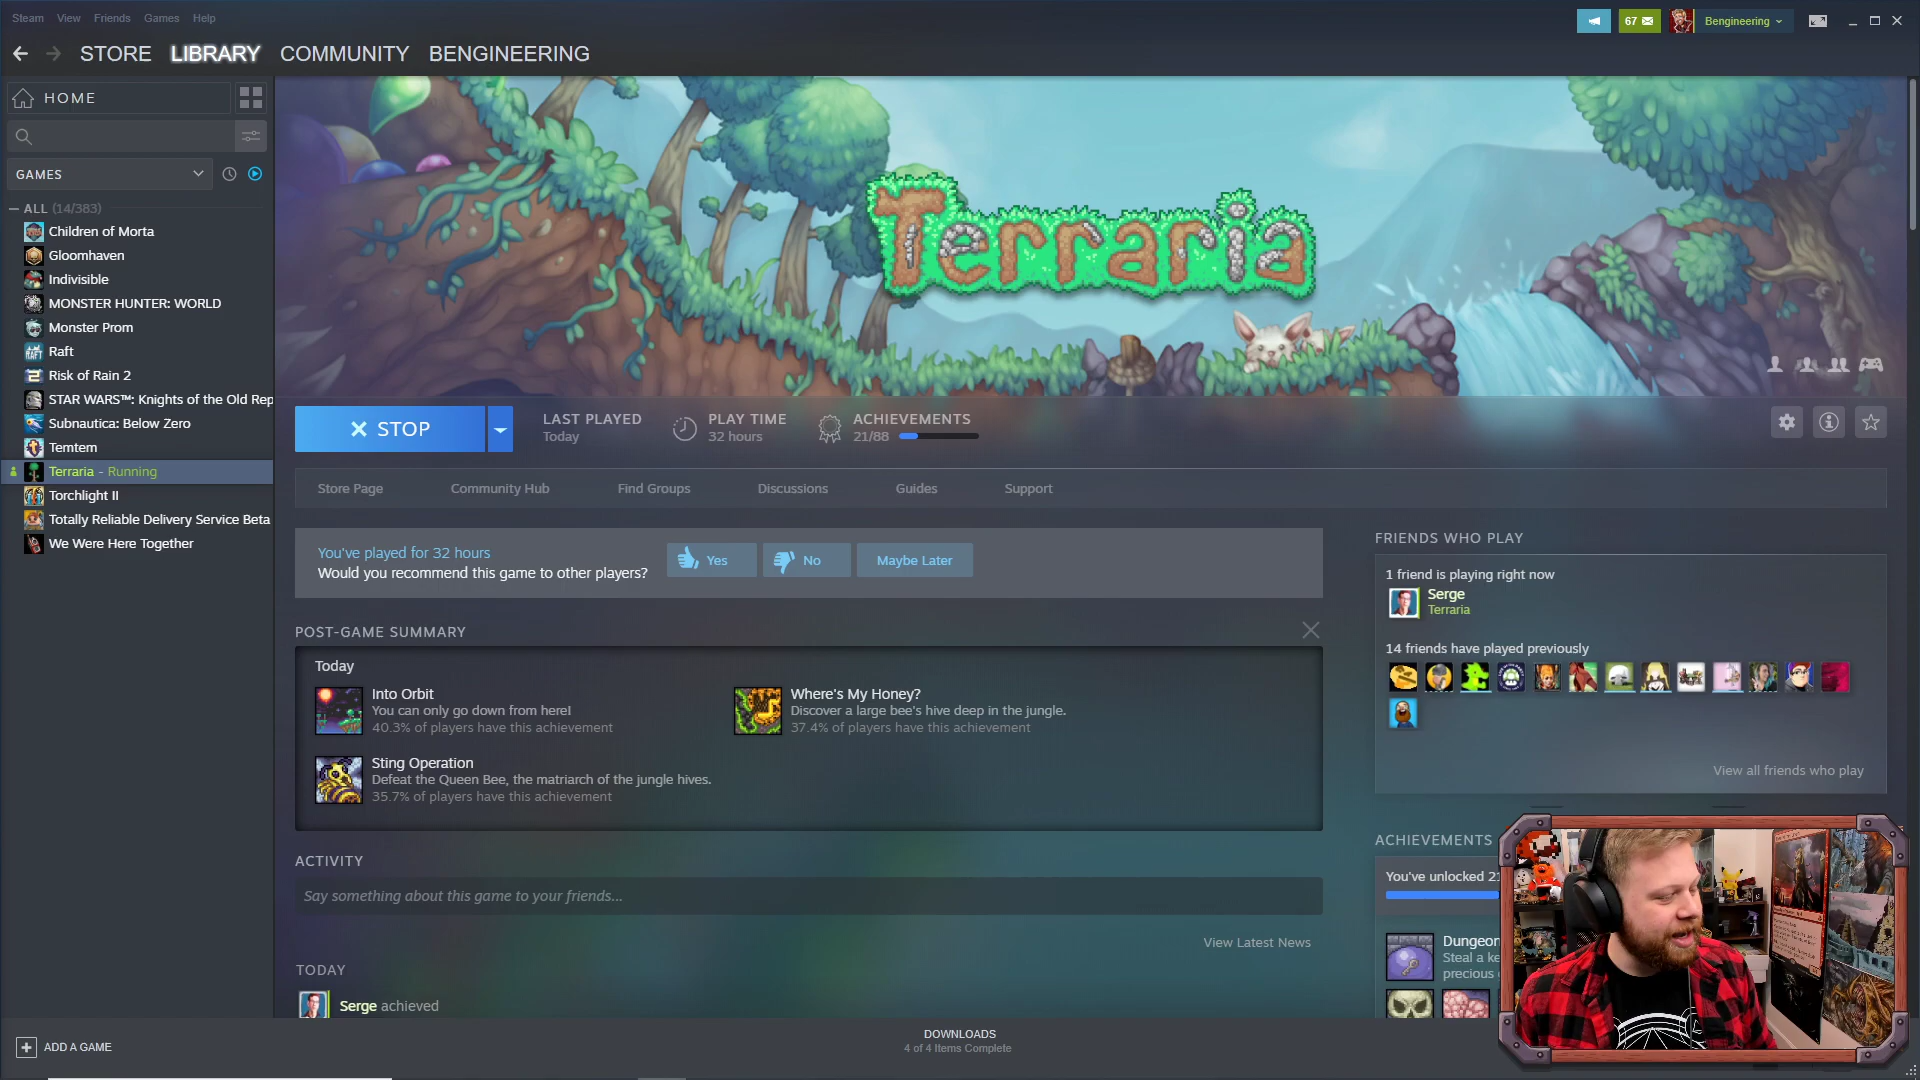 Steam View Friends Games Help
67
Bengineering
STORE LIBRARY COMMUNITY BENGINEERING
HOME
GAMES
ALL (14/383)
Children of Morta
Gloomhaven
Indivisible
MONSTER HUNTER: WORLD
Monster Prom
Raft
Risk of Rain 2
STAR WARS™: Knights of the Old Rep
Subnautica: Below Zero
Temtem
Terraria - Running
Torchlight II
Totally Reliable Delivery Service Beta
We Were Here Together
Terraria
STOP
LAST PLAYED
Today
PLAY TIME
32 hours
ACHIEVEMENTS
21/88
Store Page Community Hub Find Groups Discussions Guides Support
You've played for 32 hours
Would you recommend this game to other players?
Yes
No
Maybe Later
POST-GAME SUMMARY
Today
Into Orbit
You can only go down from here!
40.3% of players have this achievement
Where's My Honey?
Discover a large bee's hive deep in the jungle.
37.4% of players have this achievement
Sting Operation
Defeat the Queen Bee, the matriarch of the jungle hives.
35.7% of players have this achievement
ACTIVITY
Say something about this game to your friends...
View Latest News
TODAY
Serge achieved
FRIENDS WHO PLAY
1 friend is playing right now
Serge
Terraria
14 friends have played previously
View all friends who play
ACHIEVEMENTS
You've unlocked 21
Dungeon
Steal a ke
precious
ADD A GAME
DOWNLOADS
4 of 4 Items Complete